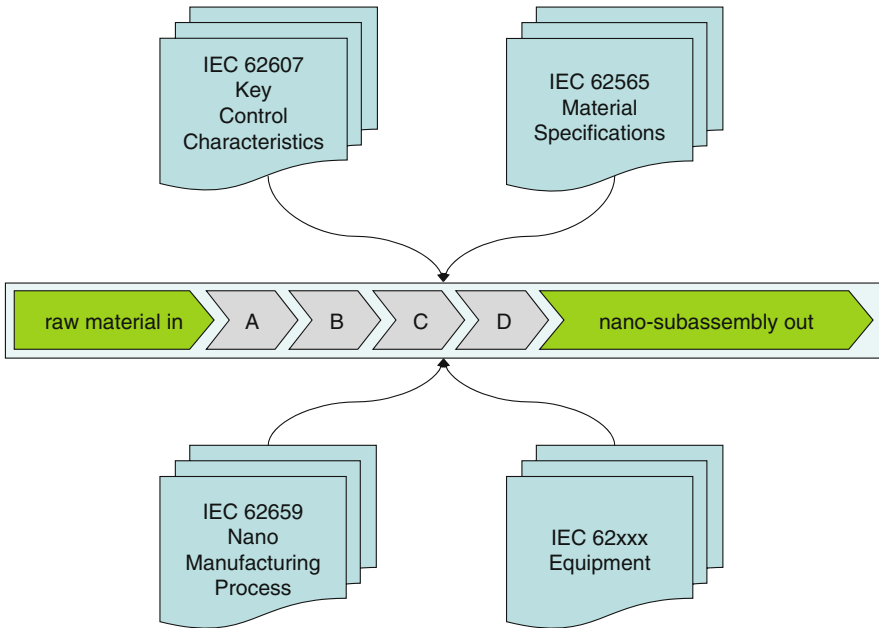 IEC 62607
Key
Control
Characteristics
IEC 62565
Material
Specifications
raw material in
A
B
C
D
nano-subassembly out
IEC 62659
Nano
Manufacturing
Process
IEC 62xxx
Equipment